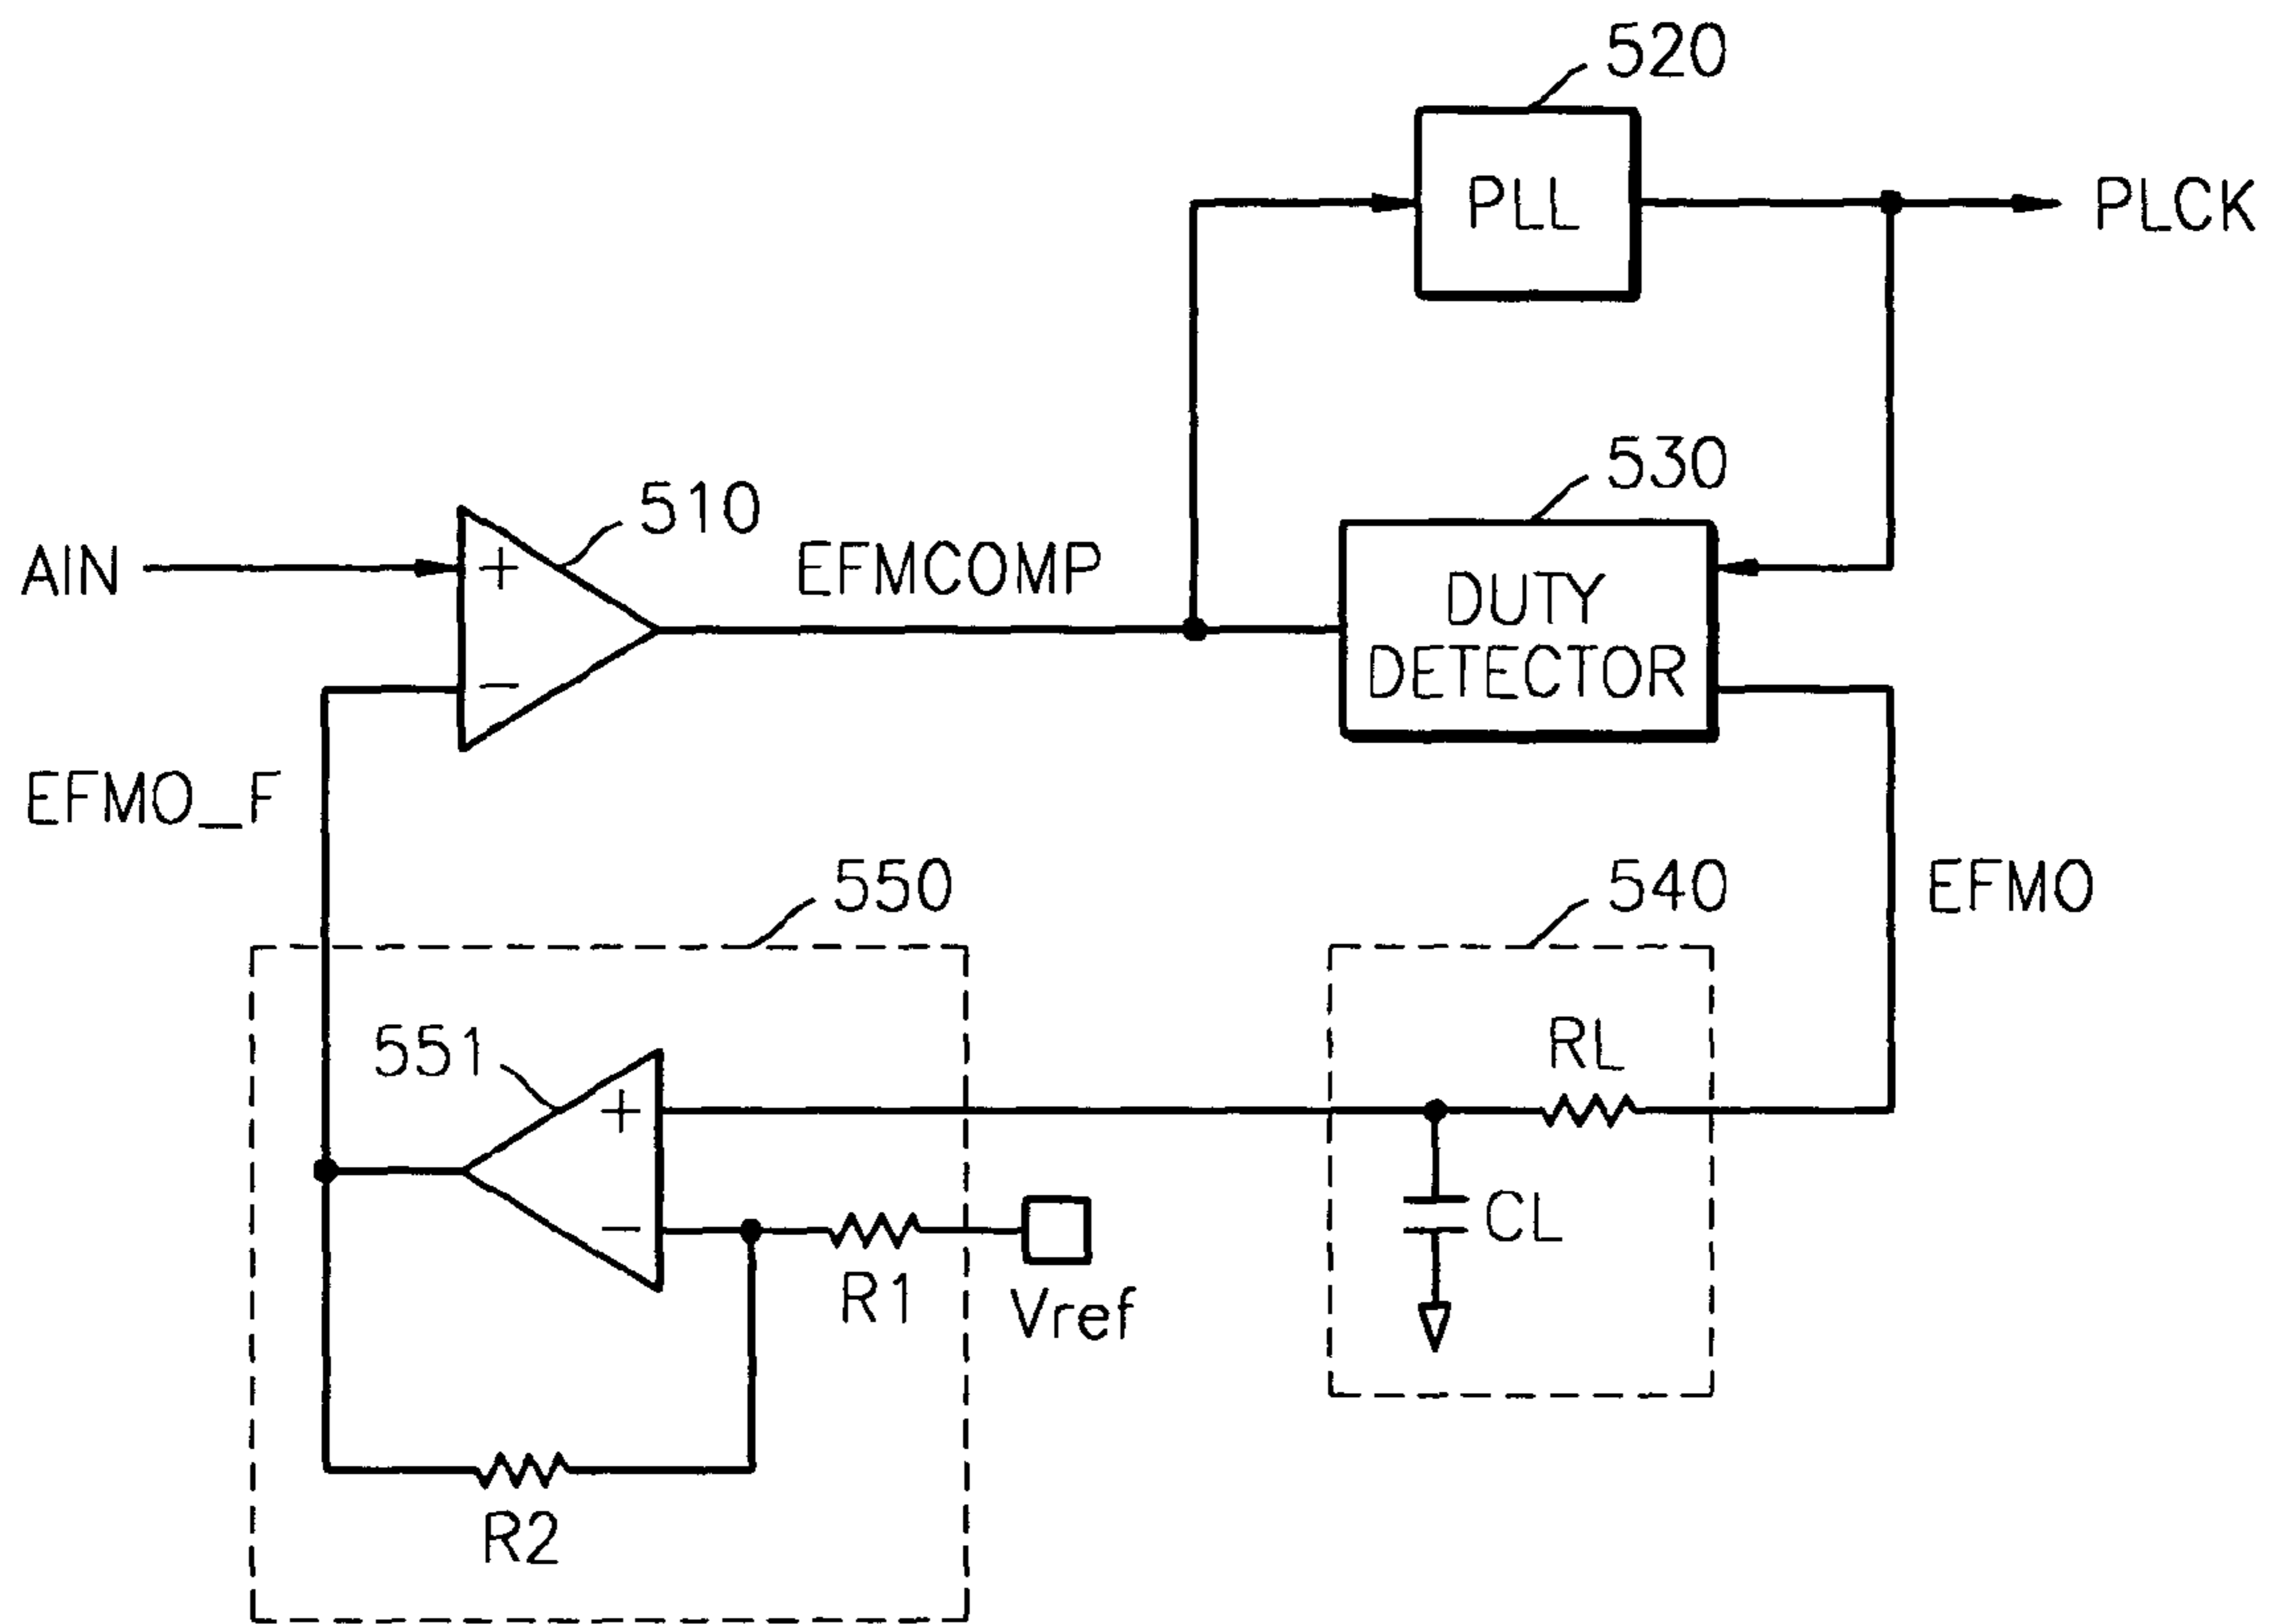 520
PLL
PLCK
530
510
AIN
+
EFMCOMP
DUTY
DETECTOR
−
EFMO_F
550
540
EFMO
551
RL
+
−
CL
R1
Vref
R2